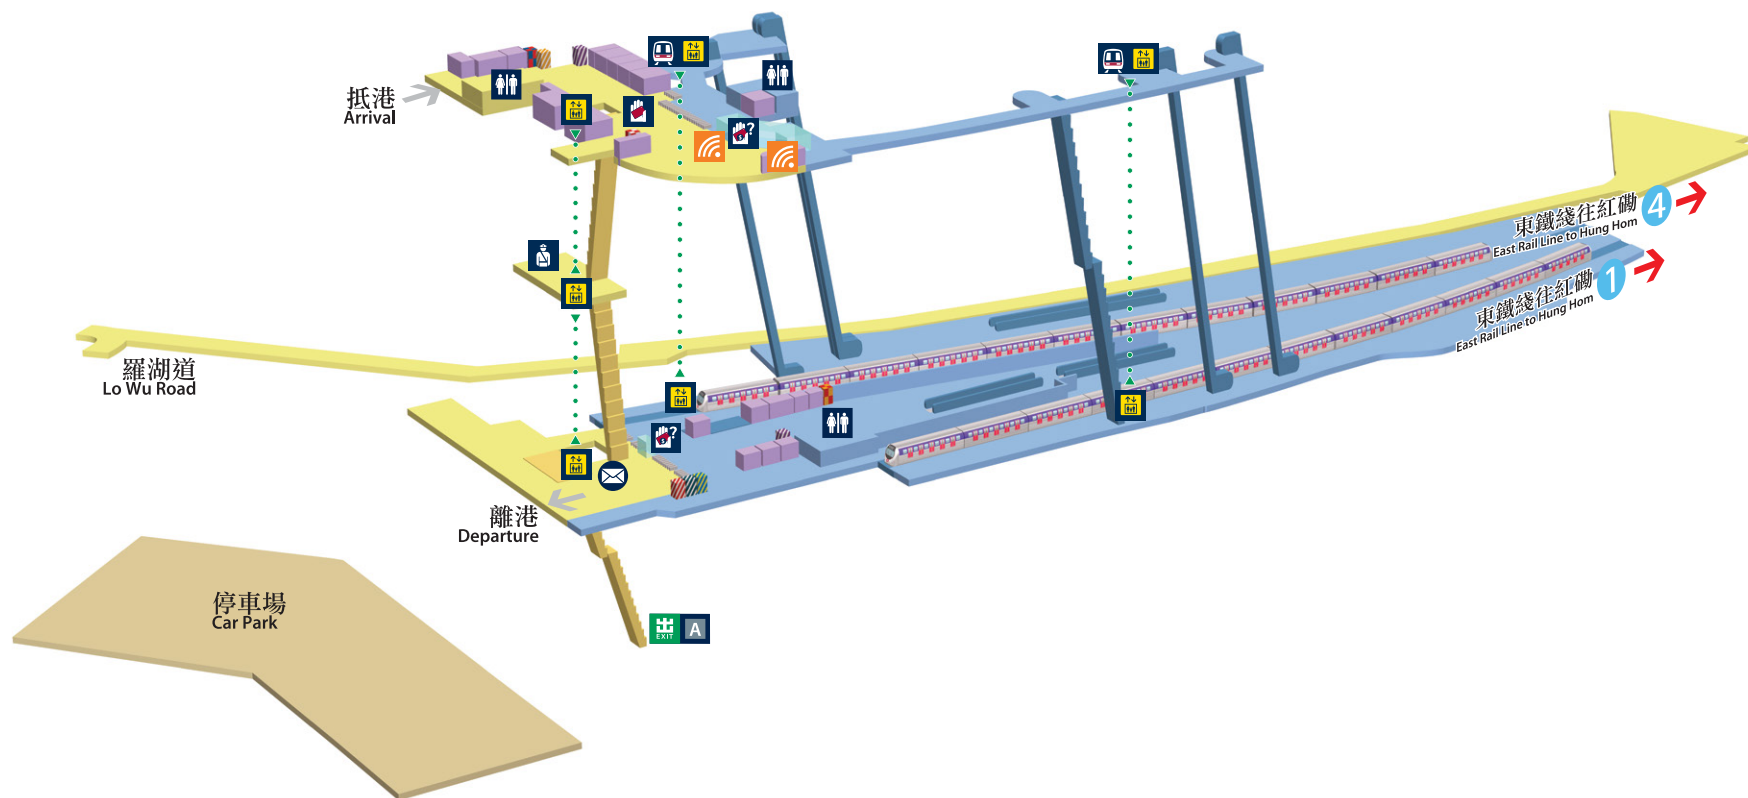 抵港
Arrival
?
東鐵綫往紅磡 4
East Rail Line to Hung Hom
東鐵綫往紅磡 1
East Rail Line to Hung Hom
羅湖道
Lo Wu Road
?
離港
Departure
停車場
Car Park
EXIT A